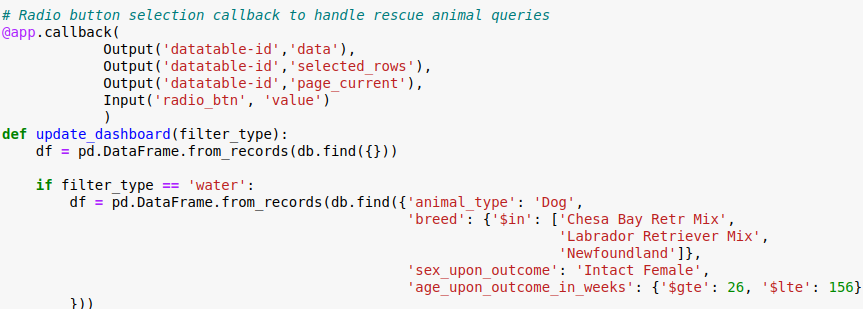 # Radio button selection callback to handle rescue animal queries
@app.callback(
            Output('datatable-id','data'),
            Output('datatable-id','selected_rows'),
            Output('datatable-id','page_current'),
            Input('radio_btn', 'value')
            )
def update_dashboard(filter_type):
    df = pd.DataFrame.from_records(db.find({}))

    if filter_type == 'water':
        df = pd.DataFrame.from_records(db.find({'animal_type': 'Dog',
                                                'breed': {'$in': ['Chesa Bay Retr Mix',
                                                                  'Labrador Retriever Mix',
                                                                  'Newfoundland']},
                                                'sex_upon_outcome': 'Intact Female',
                                                'age_upon_outcome_in_weeks': {'$gte': 26, '$lte': 156}
        }))